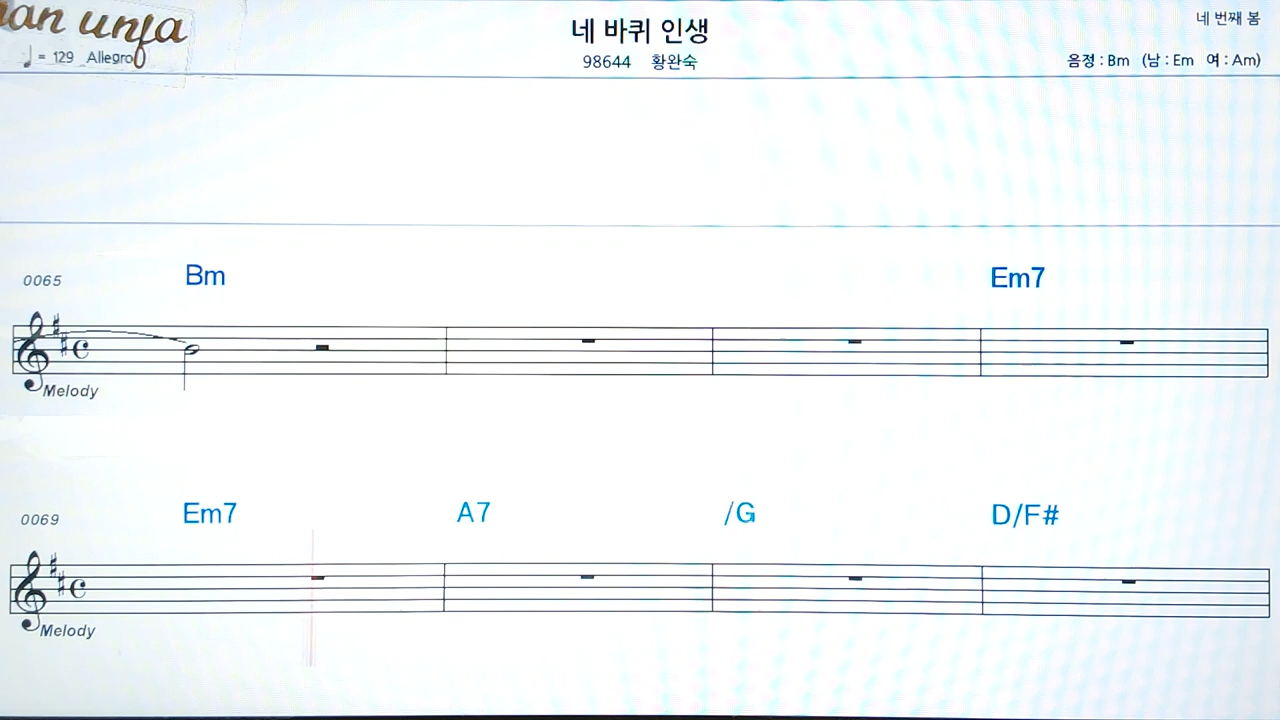 unja
네 바퀴 인생
네 번째 봄
♩ = 129 Allegro
98644 황완숙
음정 : Bm (남 : Em 여 : Am)
0065 Bm Em7
Melody
0069 Em7 A7 /G D/F#
Melody